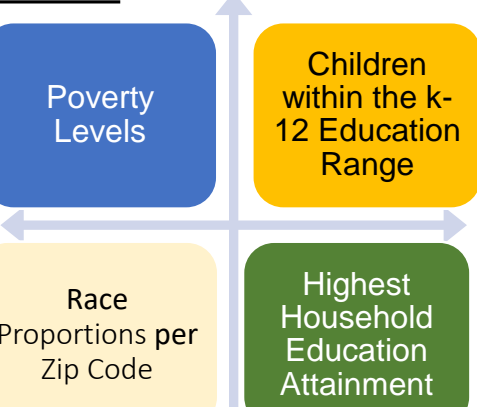 Poverty
Levels
Children
within the k-
12 Education
Range
Race
Proportions per
Zip Code
Highest
Household
Education
Attainment